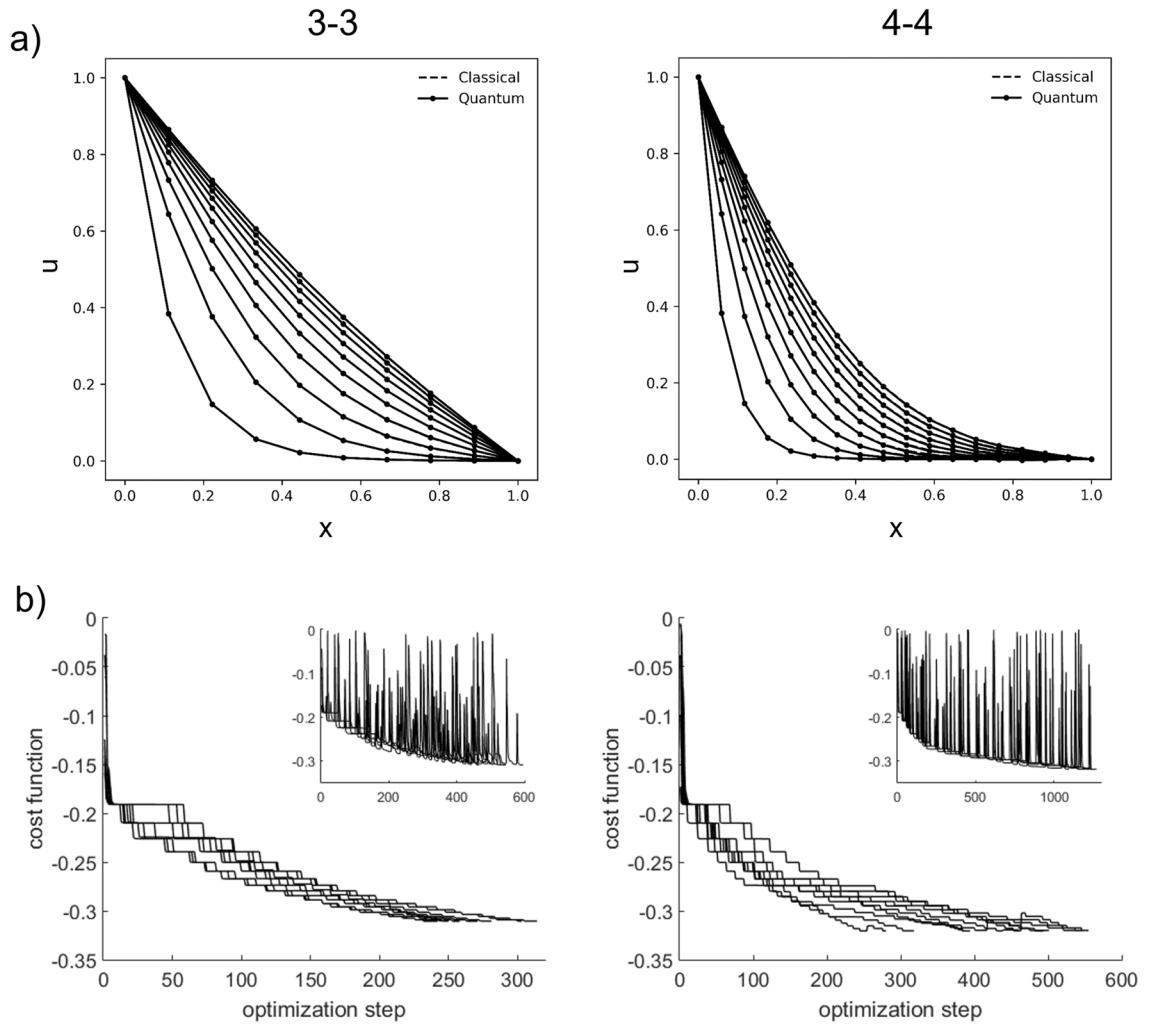 3-3 4-4
a)
1.0 0.8 0.6 0.4 0.2 0.0
u
Classical
Quantum
0.0 0.2 0.4 0.6 0.8 1.0
x
1.0 0.8 0.6 0.4 0.2 0.0
u
Classical
Quantum
0.0 0.2 0.4 0.6 0.8 1.0
x
b)
0 -0.05 -0.1 -0.15 -0.2 -0.25 -0.3 -0.35
cost function
0 -0.1 -0.2 -0.3
0 200 400 600
0 50 100 150 200 250 300
optimization step
0 -0.05 -0.1 -0.15 -0.2 -0.25 -0.3 -0.35
cost function
0 -0.1 -0.2 -0.3
0 500 1000
0 100 200 300 400 500 600
optimization step